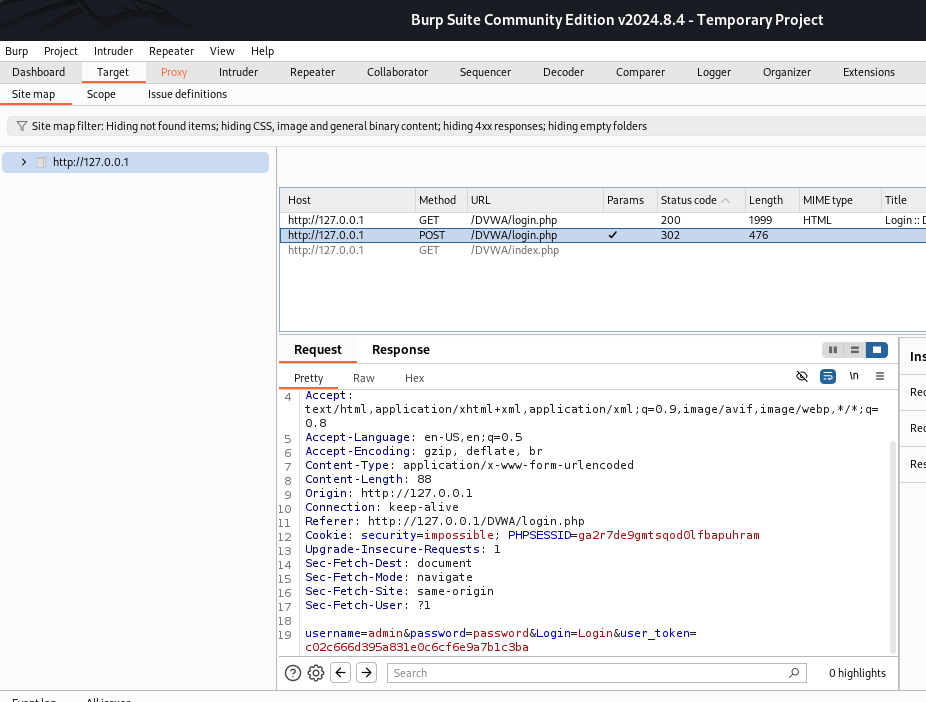 Burp Suite Community Edition v2024.8.4 - Temporary Project
Burp Project Intruder Repeater View Help
Dashboard Target Proxy Intruder Repeater Collaborator Sequencer Decoder Comparer Logger Organizer Extensions
Site map Scope Issue definitions
Site map filter: Hiding not found items; hiding CSS, image and general binary content; hiding 4xx responses; hiding empty folders
http://127.0.0.1
Host Method URL Params Status code Length MIME type Title
http://127.0.0.1 GET /DVWA/login.php 200 1999 HTML Login :: D
http://127.0.0.1 POST /DVWA/login.php ✓ 302 476
http://127.0.0.1 GET /DVWA/index.php
Request Response
Ins
Pretty Raw Hex \n
Rec
4 Accept:
text/html,application/xhtml+xml,application/xml;q=0.9,image/avif,image/webp,*/*;q=
0.8
Rec
5 Accept-Language: en-US,en;q=0.5
6 Accept-Encoding: gzip, deflate, br
7 Content-Type: application/x-www-form-urlencoded
Res
8 Content-Length: 88
9 Origin: http://127.0.0.1
10 Connection: keep-alive
11 Referer: http://127.0.0.1/DVWA/login.php
12 Cookie: security=impossible; PHPSESSID=ga2r7de9gmtsqod0lfbapuhram
13 Upgrade-Insecure-Requests: 1
14 Sec-Fetch-Dest: document
15 Sec-Fetch-Mode: navigate
16 Sec-Fetch-Site: same-origin
17 Sec-Fetch-User: ?1
18
19 username=admin&password=password&Login=Login&user_token=
c02c666d395a831e0c6cf6e9a7b1c3ba
Search 0 highlights
Event log All issues